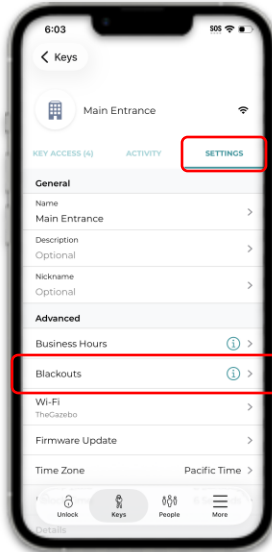 6:03
SOS
Keys
Main Entrance
KEY ACCESS (4) ACTIVITY SETTINGS
General
Name
Main Entrance
Description
Optional
Nickname
Optional
Advanced
Business Hours
Blackouts
Wi-Fi
TheGazebo
Firmware Update
Time Zone Pacific Time
Unlock Keys People More
Details